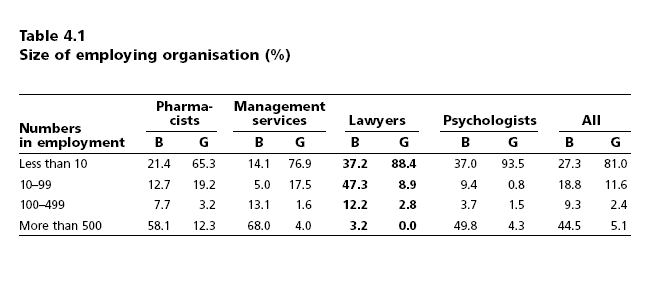 Table 4.1
Size of employing organisation (%)
Pharma- Management
cists services Lawyers Psychologists All
Numbers
in employment B G B G B G B G B G
Less than 10 21.4 65.3 14.1 76.9 37.2 88.4 37.0 93.5 27.3 81.0
10–99 12.7 19.2 5.0 17.5 47.3 8.9 9.4 0.8 18.8 11.6
100–499 7.7 3.2 13.1 1.6 12.2 2.8 3.7 1.5 9.3 2.4
More than 500 58.1 12.3 68.0 4.0 3.2 0.0 49.8 4.3 44.5 5.1